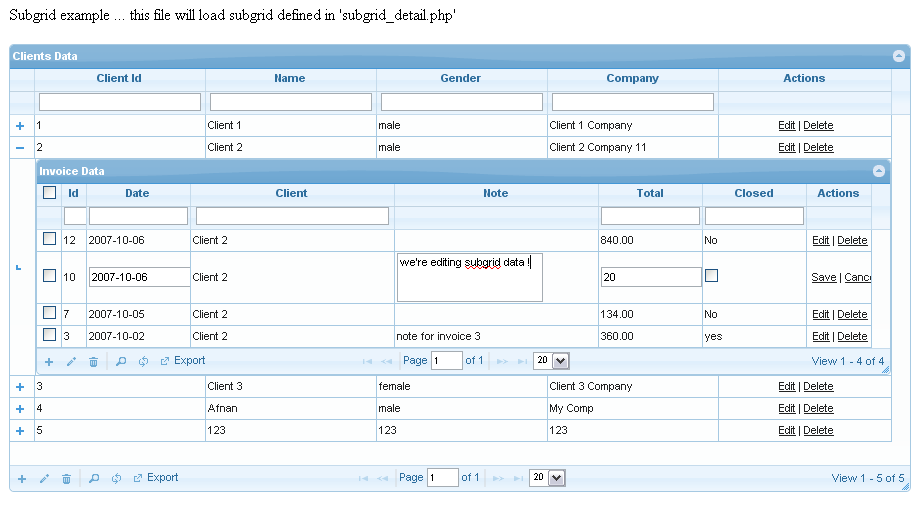 Subgrid example ... this file will load subgrid defined in 'subgrid_detail.php'
Clients Data
Client Id Name Gender Company Actions
1 Client 1 male Client 1 Company Edit | Delete
2 Client 2 male Client 2 Company 11 Edit | Delete
Invoice Data
Id Date Client Note Total Closed Actions
12 2007-10-06 Client 2 840.00 No Edit | Delete
10 2007-10-06 Client 2 we're editing subgrid data ! 20 Save | Canc
7 2007-10-05 Client 2 134.00 No Edit | Delete
3 2007-10-02 Client 2 note for invoice 3 360.00 yes Edit | Delete
Export Page 1 of 1 20 View 1 - 4 of 4
3 Client 3 female Client 3 Company Edit | Delete
4 Afnan male My Comp Edit | Delete
5 123 123 123 Edit | Delete
Export Page 1 of 1 20 View 1 - 5 of 5